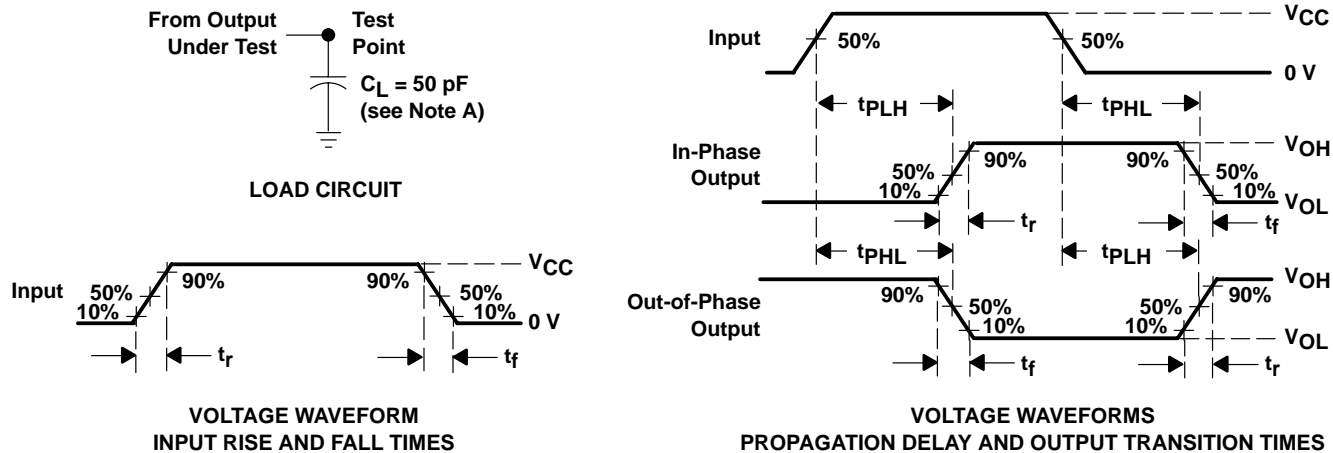 From Output
Under Test
Test
Point
CL = 50 pF
(see Note A)
LOAD CIRCUIT
Input
50%
10%
90%
90%
50%
10%
VCC
0 V
tr
tf
VOLTAGE WAVEFORM
INPUT RISE AND FALL TIMES
Input
50%
50%
VCC
0 V
tPLH
tPHL
In-Phase
Output
50%
10%
90%
90%
50%
10%
VOH
VOL
tr
tf
tPHL
tPLH
Out-of-Phase
Output
90%
50%
10%
50%
10%
90%
VOH
VOL
tf
tr
VOLTAGE WAVEFORMS
PROPAGATION DELAY AND OUTPUT TRANSITION TIMES